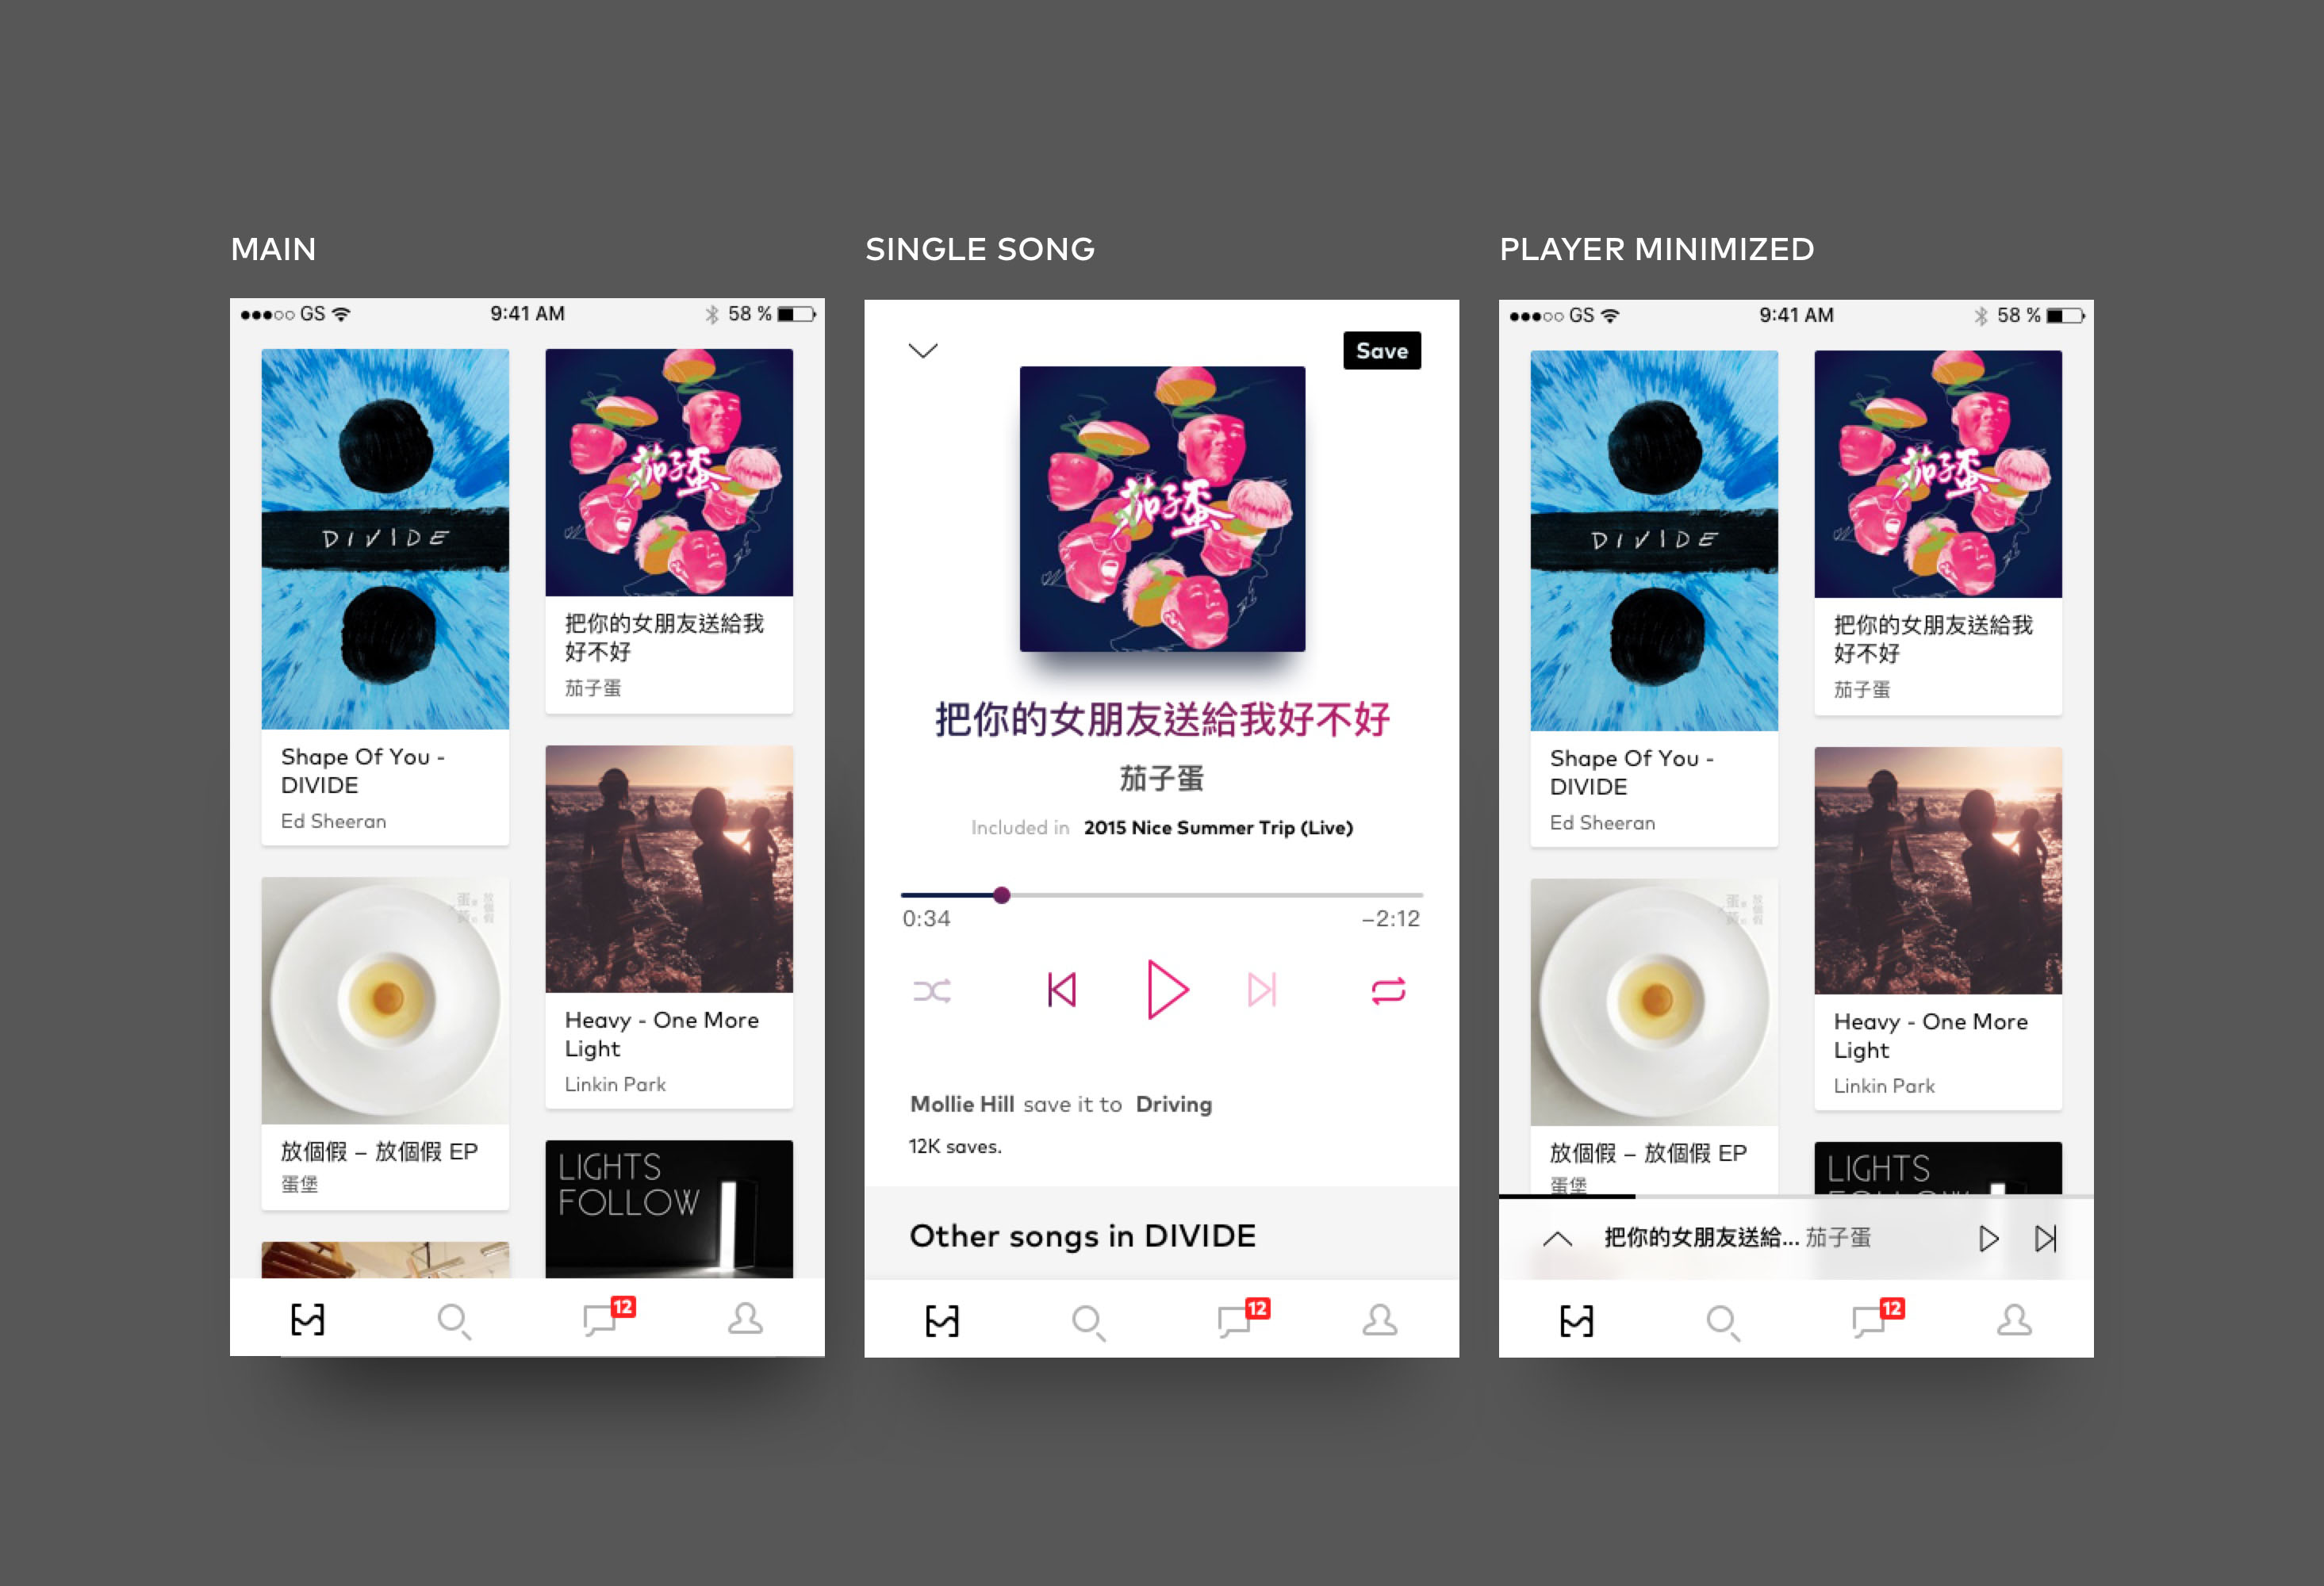 MAIN
●●●○○ GS 9:41 AM 58 %
DIVIDE
Shape Of You -
DIVIDE
Ed Sheeran
放個假 – 放個假 EP
蛋堡
茄子蛋
把你的女朋友送給我
好不好
茄子蛋
Heavy - One More
Light
Linkin Park
LIGHTS
FOLLOW
12
SINGLE SONG
Save
茄子蛋
把你的女朋友送給我好不好
茄子蛋
Included in 2015 Nice Summer Trip (Live)
0:34 –2:12
Mollie Hill save it to Driving
12K saves.
Other songs in DIVIDE
12
PLAYER MINIMIZED
●●●○○ GS 9:41 AM 58 %
DIVIDE
Shape Of You -
DIVIDE
Ed Sheeran
放個假 – 放個假 EP
蛋堡
茄子蛋
把你的女朋友送給我
好不好
茄子蛋
Heavy - One More
Light
Linkin Park
LIGHTS
FOLLOW
把你的女朋友送給... 茄子蛋
12